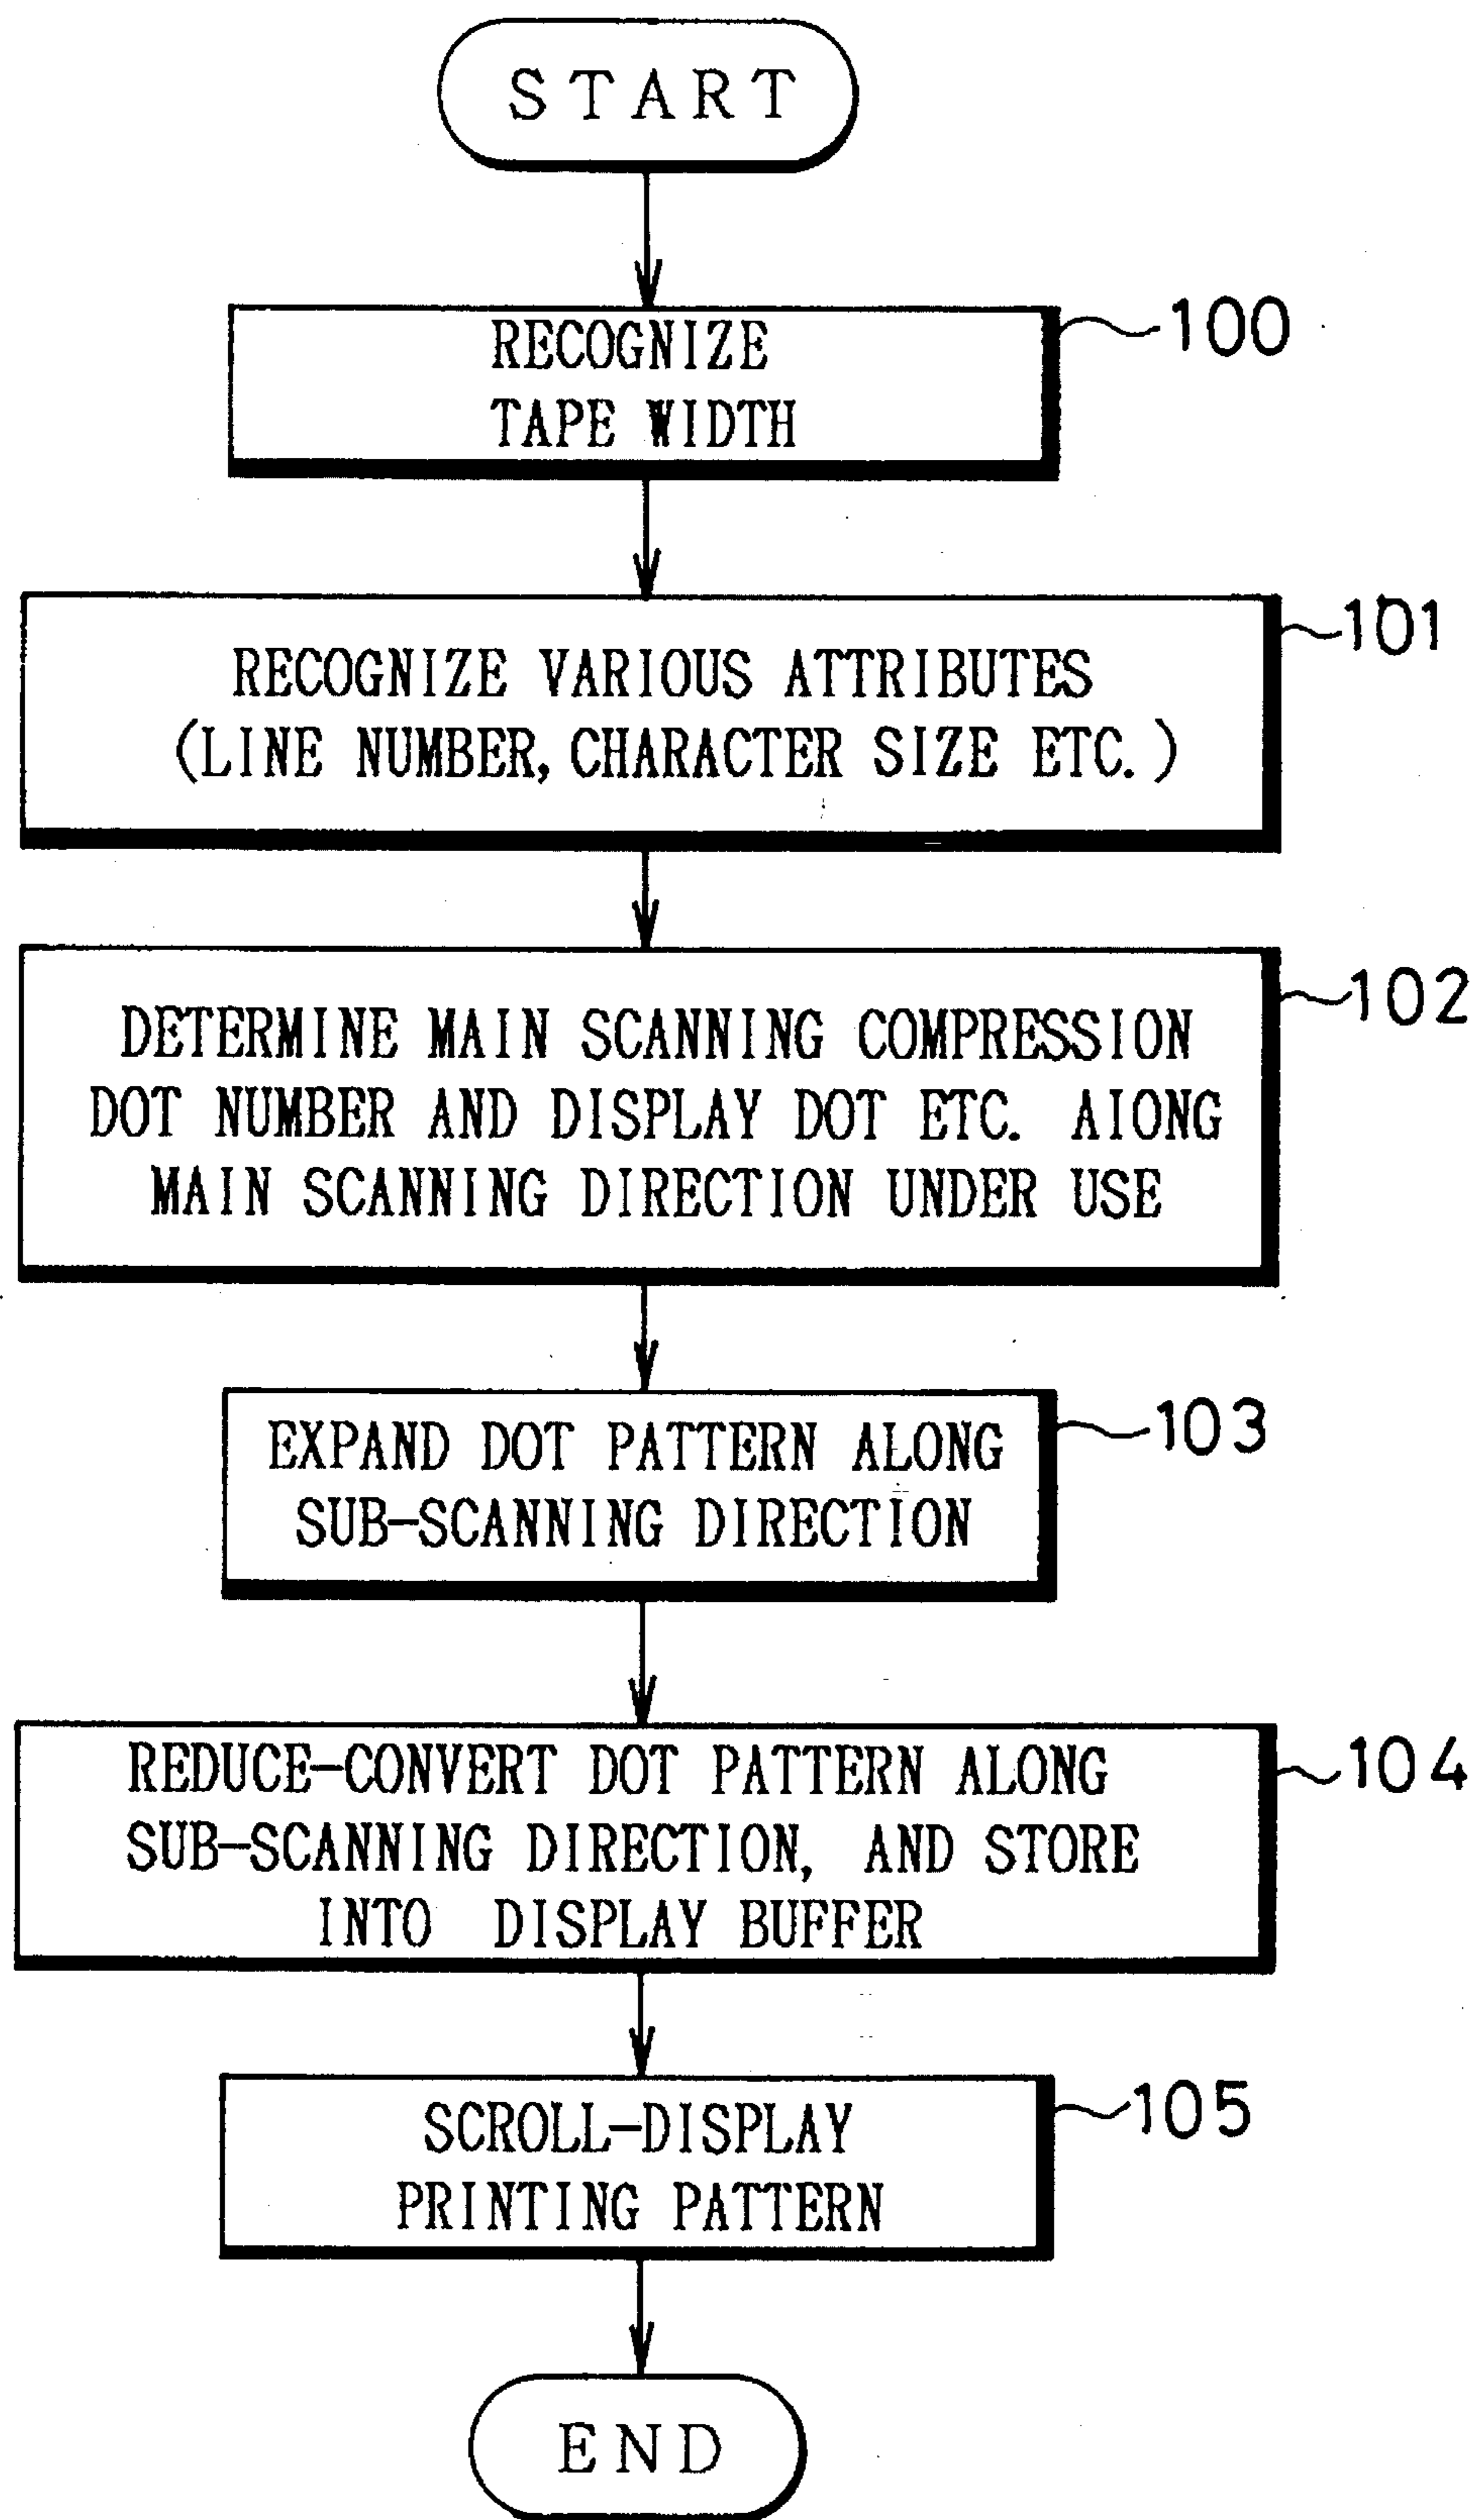 START
RECOGNIZE
TAPE WIDTH
100
RECOGNIZE VARIOUS ATTRIBUTES
(LINE NUMBER, CHARACTER SIZE ETC.)
101
DETERMINE MAIN SCANNING COMPRESSION
DOT NUMBER AND DISPLAY DOT ETC. AIONG
MAIN SCANNING DIRECTION UNDER USE
102
EXPAND DOT PATTERN ALONG
SUB-SCANNING DIRECTION
103
REDUCE-CONVERT DOT PATTERN ALONG
SUB-SCANNING DIRECTION, AND STORE
INTO DISPLAY BUFFER
104
SCROLL-DISPLAY
PRINTING PATTERN
105
END